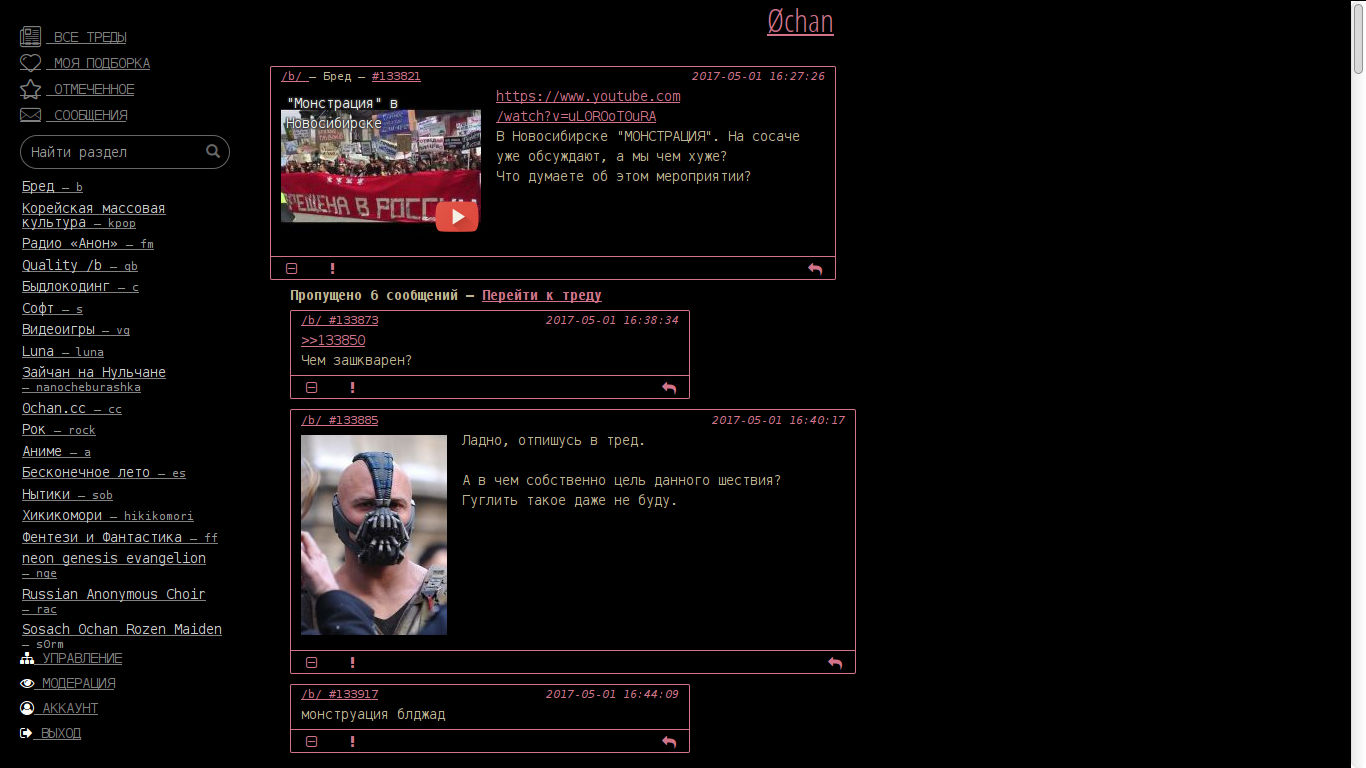 Øchan
ВСЕ ТРЕДЫ
МОЯ ПОДБОРКА
ОТМЕЧЕННОЕ
СООБЩЕНИЯ
Найти раздел
Бред — b
Корейская массовая
культура — kpop
Радио «Анон» — fm
Quality /b — qb
Быдлокодинг — c
Софт — s
Видеоигры — vg
Luna — luna
Зайчан на Нульчане
— nanocheburashka
Ochan.cc — cc
Рок — rock
Аниме — a
Бесконечное лето — es
Нытики — sob
Хикикомори — hikikomori
Фентези и Фантастика — ff
neon genesis evangelion
— nge
Russian Anonymous Choir
— rac
Sosach Ochan Rozen Maiden
— s0rm
УПРАВЛЕНИЕ
МОДЕРАЦИЯ
АККАУНТ
ВЫХОД
/b/ — Бред — #133821 2017-05-01 16:27:26
"Монстрация" в
Новосибирске
РЕЩЕНА В РОССИИ
https://www.youtube.com
/watch?v=uL0ROoT0uRA
В Новосибирске "МОНСТРАЦИЯ". На сосаче
уже обсуждают, а мы чем хуже?
Что думаете об этом мероприятии?
Пропущено 6 сообщений — Перейти к треду
/b/ #133873 2017-05-01 16:38:34
>>133850
Чем зашкварен?
/b/ #133885 2017-05-01 16:40:17
Ладно, отпишусь в тред.
А в чем собственно цель данного шествия?
Гуглить такое даже не буду.
/b/ #133917 2017-05-01 16:44:09
монструация блджад